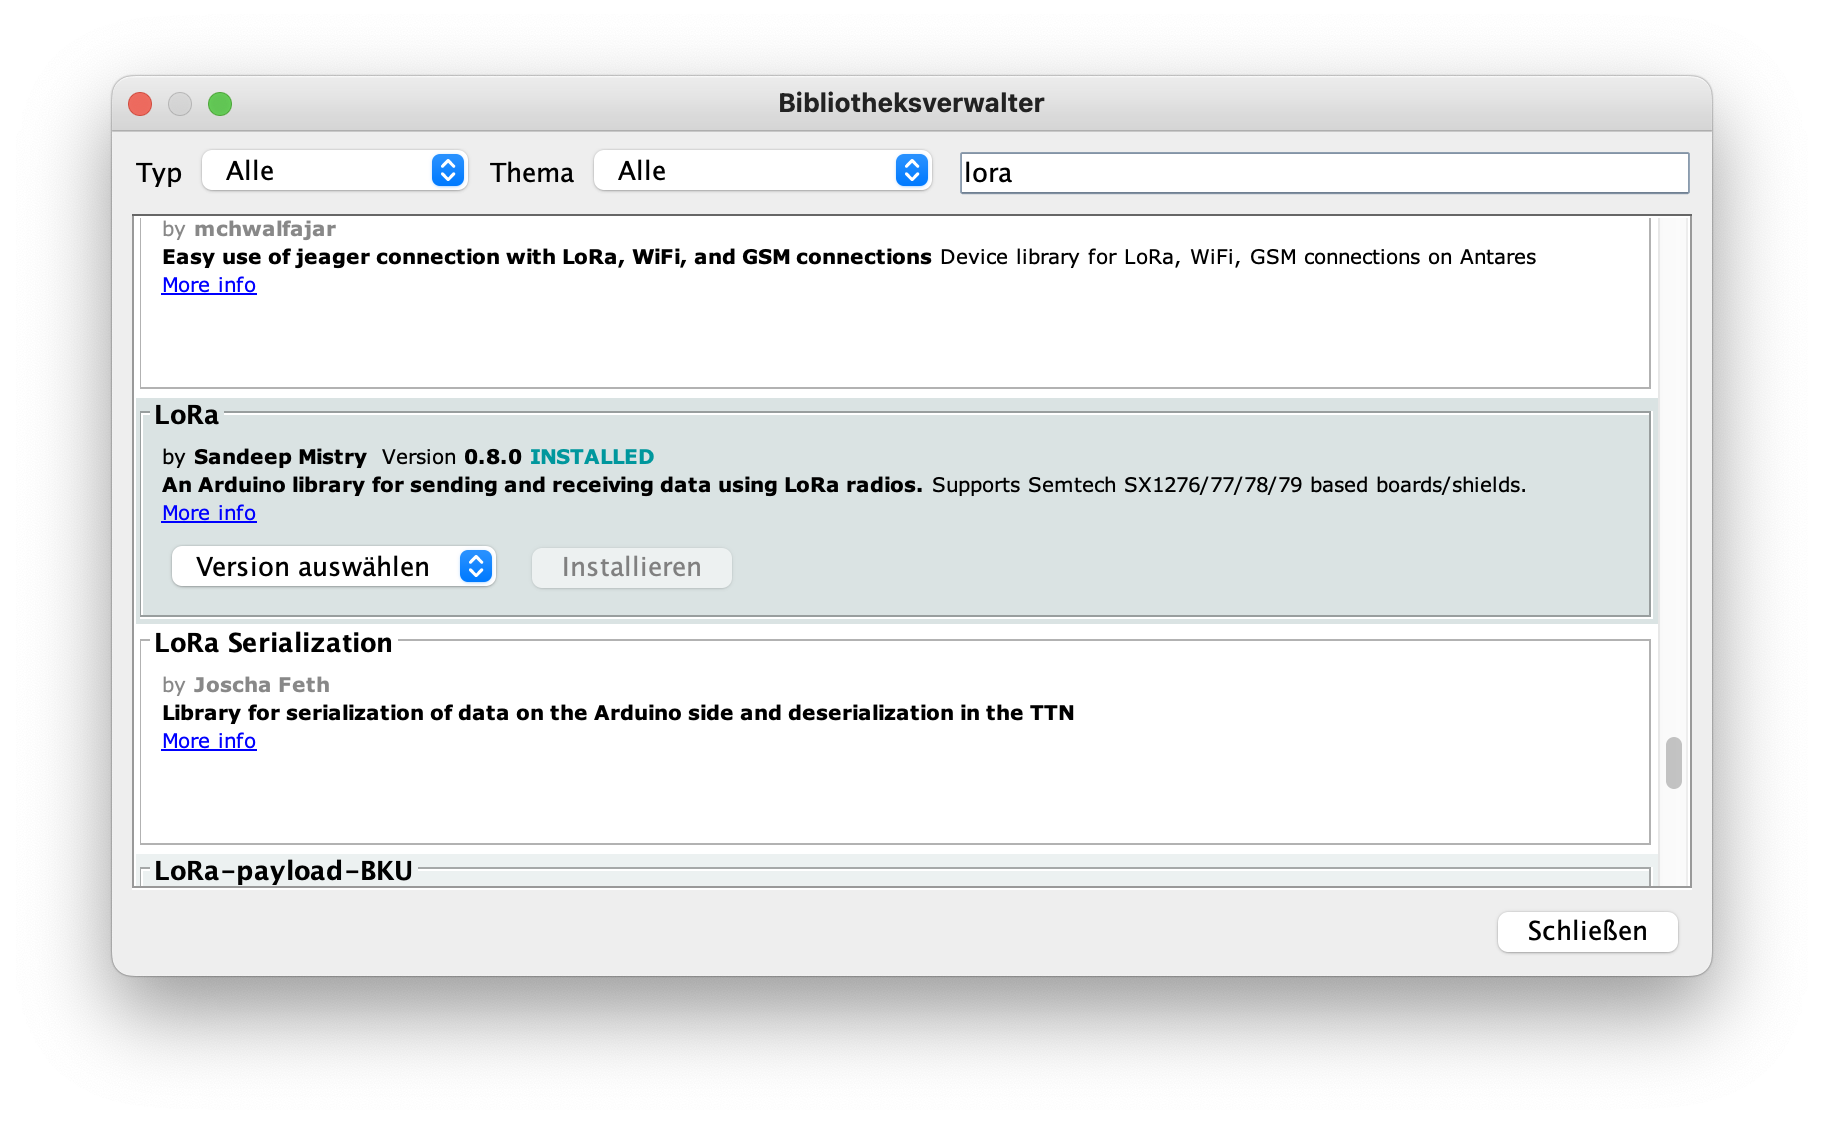 Bibliotheksverwalter
Typ Alle Thema Alle lora
by mchwalfajar
Easy use of jeager connection with LoRa, WiFi, and GSM connections Device library for LoRa, WiFi, GSM connections on Antares
More info
LoRa
by Sandeep Mistry Version 0.8.0 INSTALLED
An Arduino library for sending and receiving data using LoRa radios. Supports Semtech SX1276/77/78/79 based boards/shields.
More info
Version auswählen Installieren
LoRa Serialization
by Joscha Feth
Library for serialization of data on the Arduino side and deserialization in the TTN
More info
LoRa-payload-BKU
Schließen